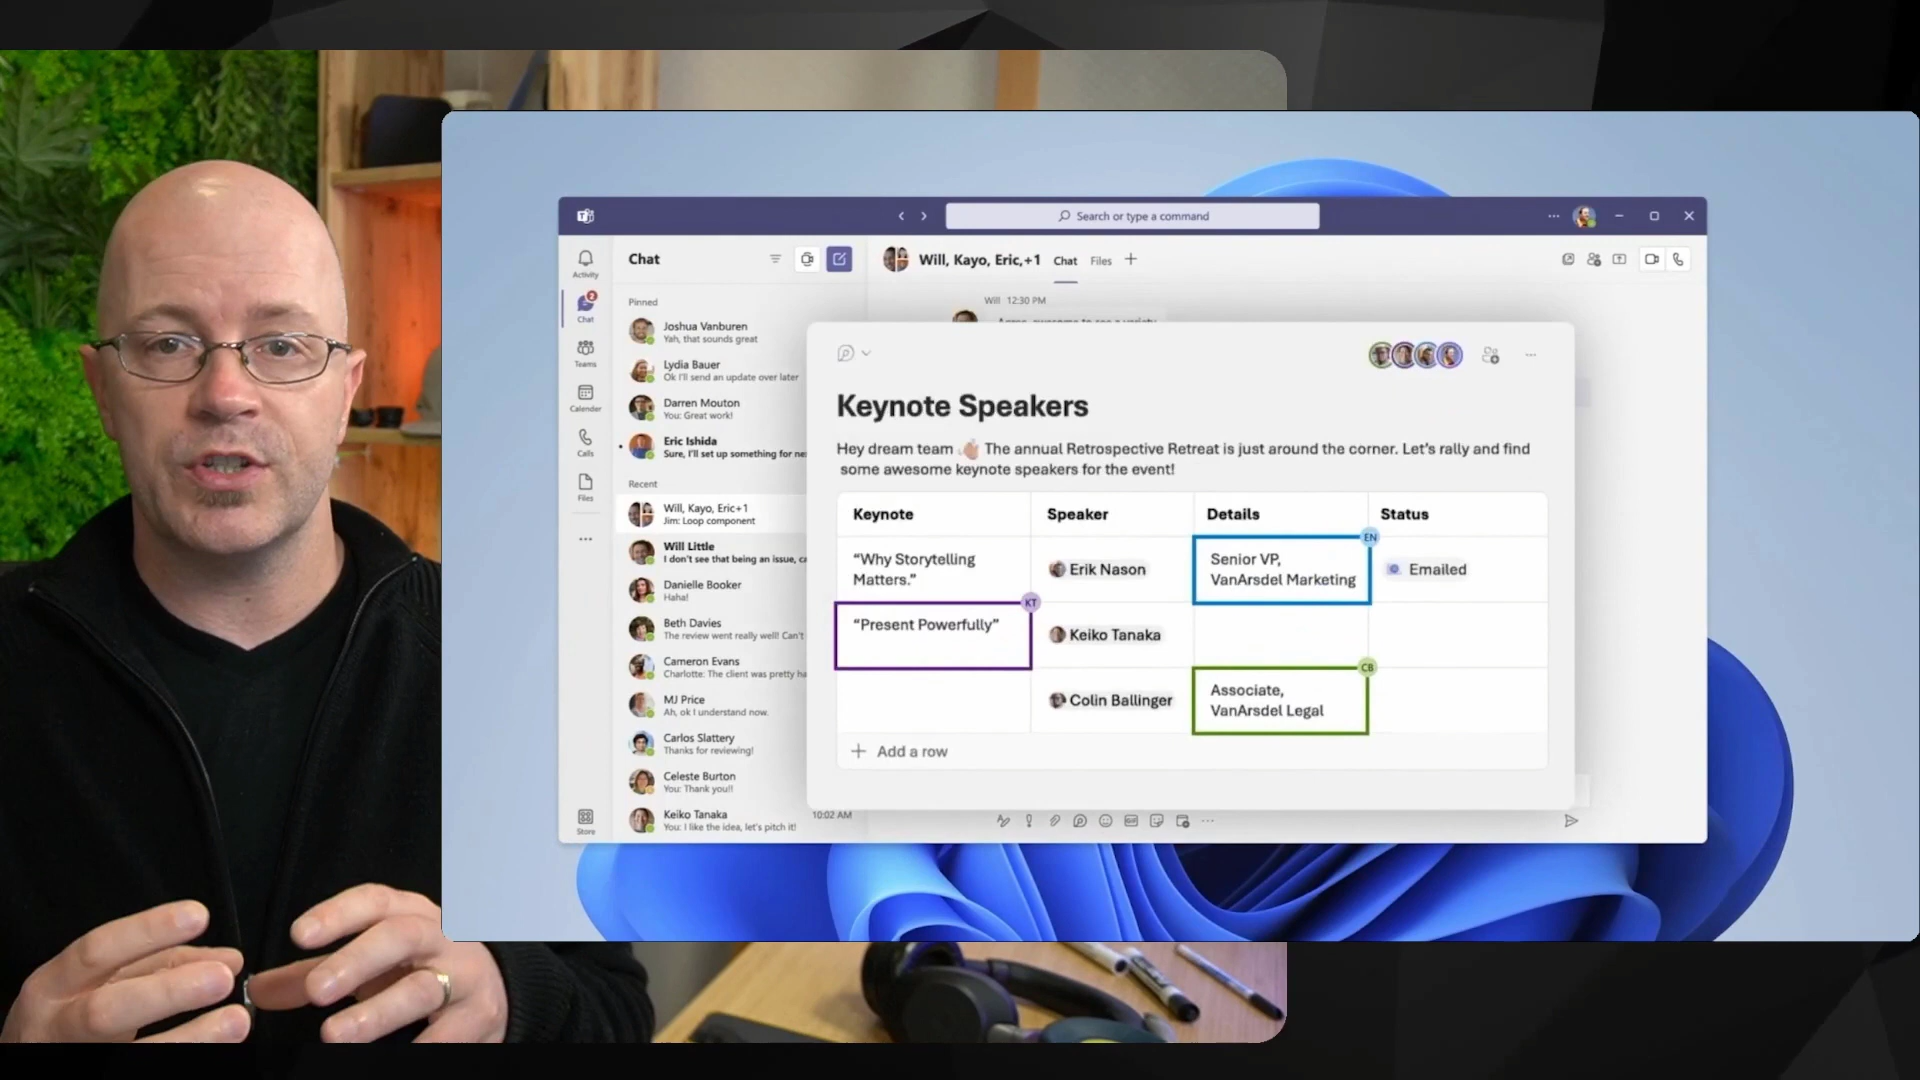 Search or type a command
Activity
Chat
Teams
Calender
Calls
Files
Store
2
Chat
Pinned
Joshua Vanburen
Yah, that sounds great
Lydia Bauer
Ok I'll send an update over later
Darren Mouton
You: Great work!
Eric Ishida
Sure, I'll set up something for ne
Recent
Will, Kayo, Eric+1
Jim: Loop component
Will Little
I don't see that being an issue, ca
Danielle Booker
Haha!
Beth Davies
The review went really well! Can't
Cameron Evans
Charlotte: The client was pretty ha
MJ Price
Ah, ok I understand now.
Carlos Slattery
Thanks for reviewing!
Celeste Burton
You: Thank you!!
Keiko Tanaka
10:02 AM
You: I like the idea, let's pitch it!
Will, Kayo, Eric,+1 Chat Files
Will 12:30 PM
Keynote Speakers
Hey dream team 👏🏼 The annual Retrospective Retreat is just around the corner. Let's rally and find
some awesome keynote speakers for the event!
Keynote Speaker Details Status
EN
“Why Storytelling
Matters.”
Erik Nason
Senior VP,
VanArsdel Marketing
Emailed
KT
“Present Powerfully”
Keiko Tanaka
CB
Colin Ballinger
Associate,
VanArsdel Legal
Add a row